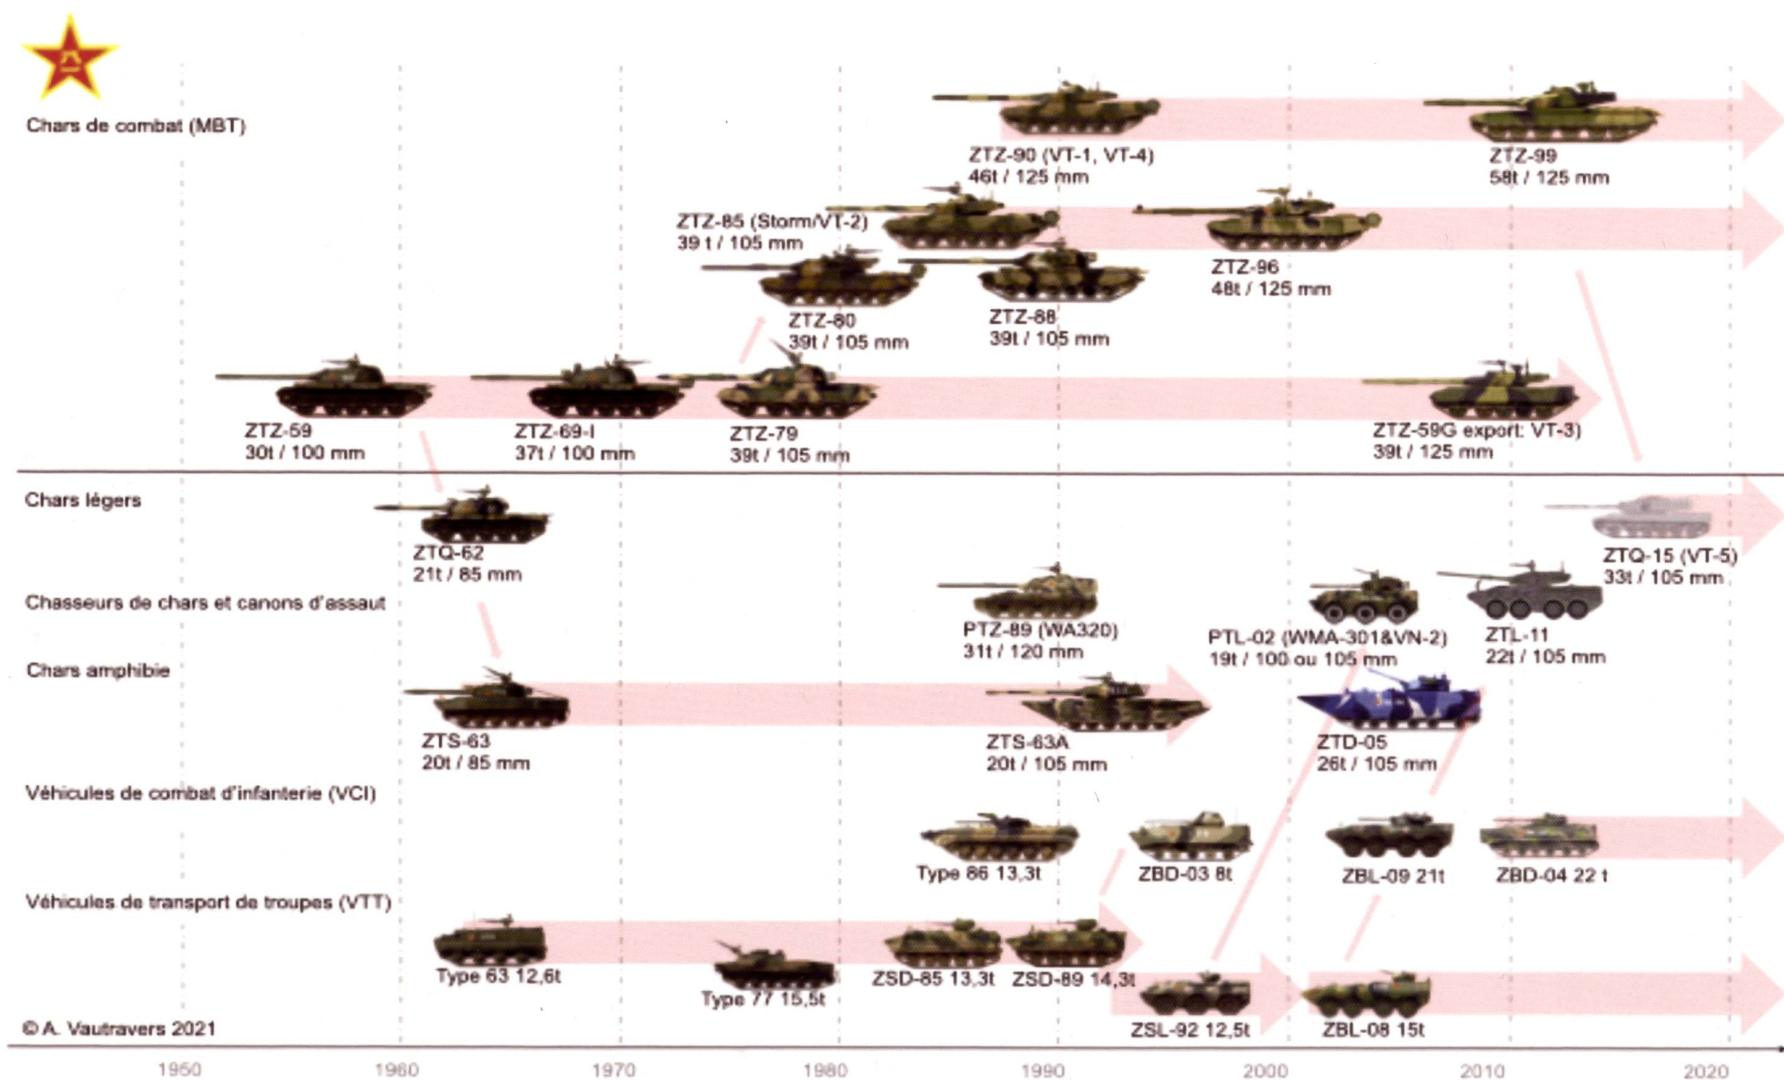 Chars de combat (MBT)
ZTZ-90 (VT-1, VT-4)
46t / 125 mm
ZTZ-99
58t / 125 mm
ZTZ-85 (Storm/VT-2)
39 t / 105 mm
ZTZ-96
48t / 125 mm
ZTZ-80
39t / 105 mm
ZTZ-88
39t / 105 mm
ZTZ-59
30t / 100 mm
ZTZ-69-I
37t / 100 mm
ZTZ-79
39t / 105 mm
ZTZ-59G export: VT-3)
39t / 125 mm
Chars légers
ZTQ-62
21t / 85 mm
ZTQ-15 (VT-5)
33t / 105 mm
Chasseurs de chars et canons d'assaut
PTZ-89 (WA320)
31t / 120 mm
PTL-02 (WMA-301&VN-2)
19t / 100 ou 105 mm
ZTL-11
22t / 105 mm
Chars amphibie
ZTS-63
20t / 85 mm
ZTS-63A
20t / 105 mm
ZTD-05
26t / 105 mm
Véhicules de combat d'infanterie (VCI)
Type 86 13,3t
ZBD-03 8t
ZBL-09 21t
ZBD-04 22 t
Véhicules de transport de troupes (VTT)
Type 63 12,6t
Type 77 15,5t
ZSD-85 13,3t
ZSD-89 14,3t
ZSL-92 12,5t
ZBL-08 15t
© A. Vautravers 2021
1950 1960 1970 1980 1990 2000 2010 2020
八一